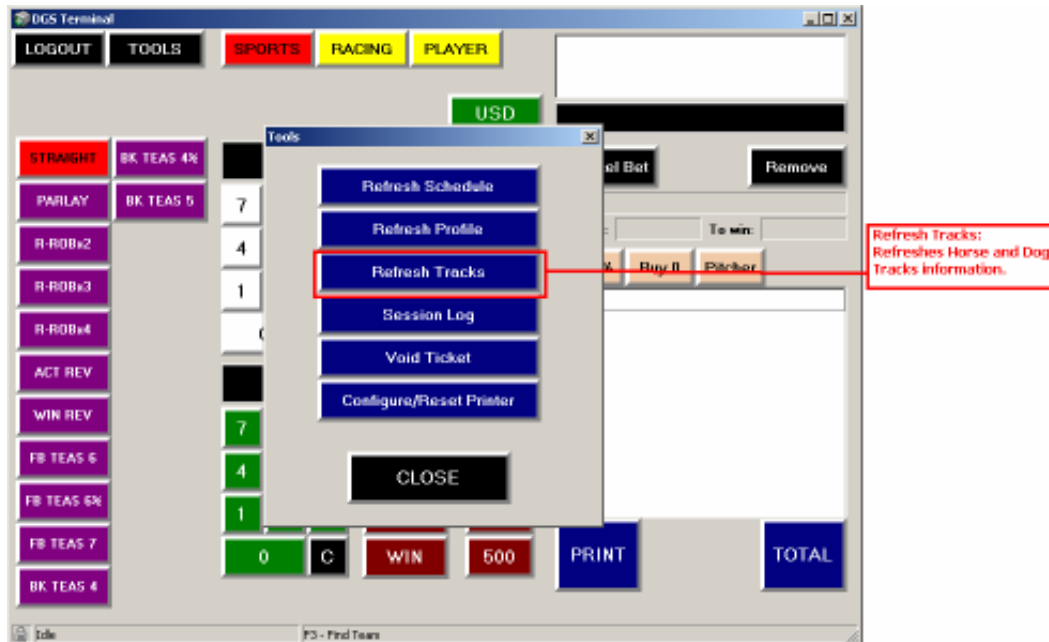 DGS Terminal
LOGOUT TOOLS SPORTS RACING PLAYER
USD
Tools
STRAIGHT BK TEAS 4½
PARLAY BK TEAS 5
R-ROBx2
R-ROBx3
R-ROBx4
ACT REV
WIN REV
FB TEAS 6
FB TEAS 6½
FB TEAS 7
BK TEAS 4
7
4
1
7
4
1
0 C WIN 500
Refresh Schedule
Refresh Profile
Refresh Tracks
Session Log
Void Ticket
Configure/Reset Printer
CLOSE
el Bet Remove
To win:
Buy 0 Pitcher
PRINT TOTAL
Refresh Tracks:
Refreshes Horse and Dog
Tracks information.
Idle F3 - Find Team